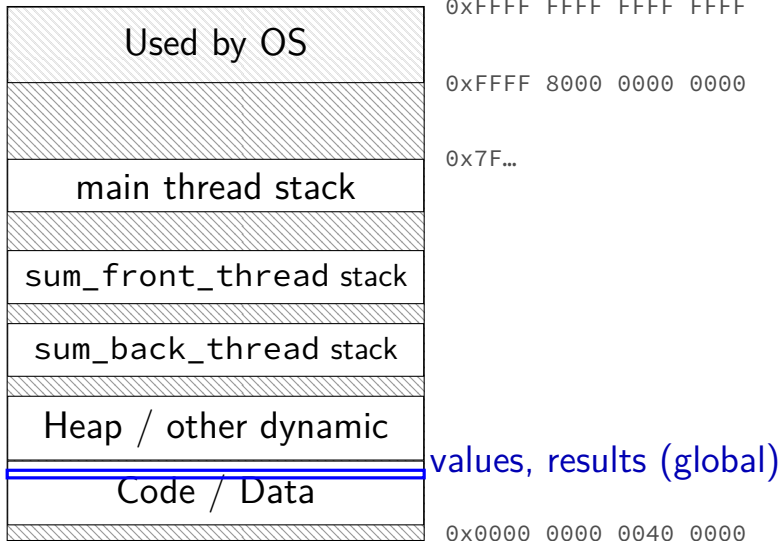 0xFFFF FFFF FFFF FFFF
Used by OS
0xFFFF 8000 0000 0000
0x7F…
main thread stack
sum_front_thread stack
sum_back_thread stack
Heap / other dynamic
values, results (global)
Code / Data
0x0000 0000 0040 0000